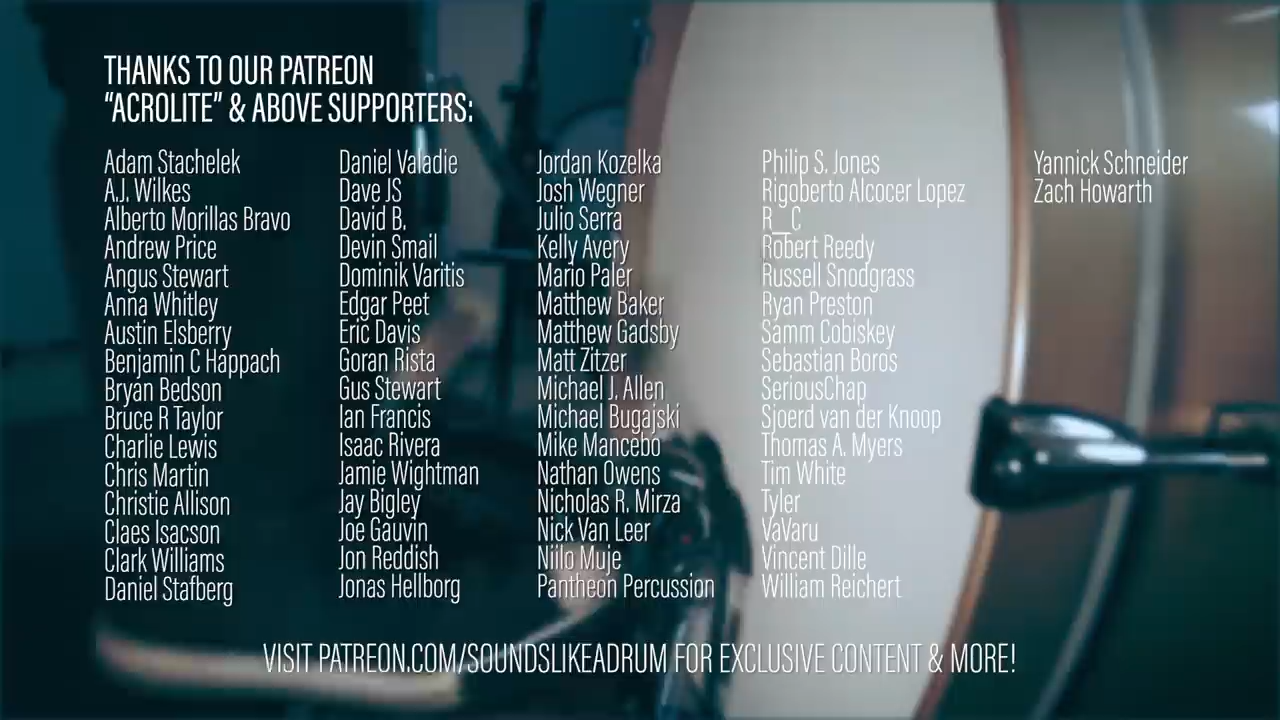 THANKS TO OUR PATREON
“ACROLITE” & ABOVE SUPPORTERS:
Adam Stachelek
A.J. Wilkes
Alberto Morillas Bravo
Andrew Price
Angus Stewart
Anna Whitley
Austin Elsberry
Benjamin C Happach
Bryan Bedson
Bruce R Taylor
Charlie Lewis
Chris Martin
Christie Allison
Claes Isacson
Clark Williams
Daniel Stafberg
Daniel Valadie
Dave JS
David B.
Devin Smail
Dominik Varitis
Edgar Peet
Eric Davis
Goran Rista
Gus Stewart
Ian Francis
Isaac Rivera
Jamie Wightman
Jay Bigley
Joe Gauvin
Jon Reddish
Jonas Hellborg
Jordan Kozelka
Josh Wegner
Julio Serra
Kelly Avery
Mario Paler
Matthew Baker
Matthew Gadsby
Matt Zitzer
Michael J. Allen
Michael Bugajski
Mike Mancebo
Nathan Owens
Nicholas R. Mirza
Nick Van Leer
Niilo Muje
Pantheon Percussion
Philip S. Jones
Rigoberto Alcocer Lopez
R__C
Robert Reedy
Russell Snodgrass
Ryan Preston
Samm Cobiskey
Sebastian Boros
SeriousChap
Sjoerd van der Knoop
Thomas A. Myers
Tim White
Tyler
VaVaru
Vincent Dille
William Reichert
Yannick Schneider
Zach Howarth
VISIT PATREON.COM/SOUNDSLIKEADRUM FOR EXCLUSIVE CONTENT & MORE!